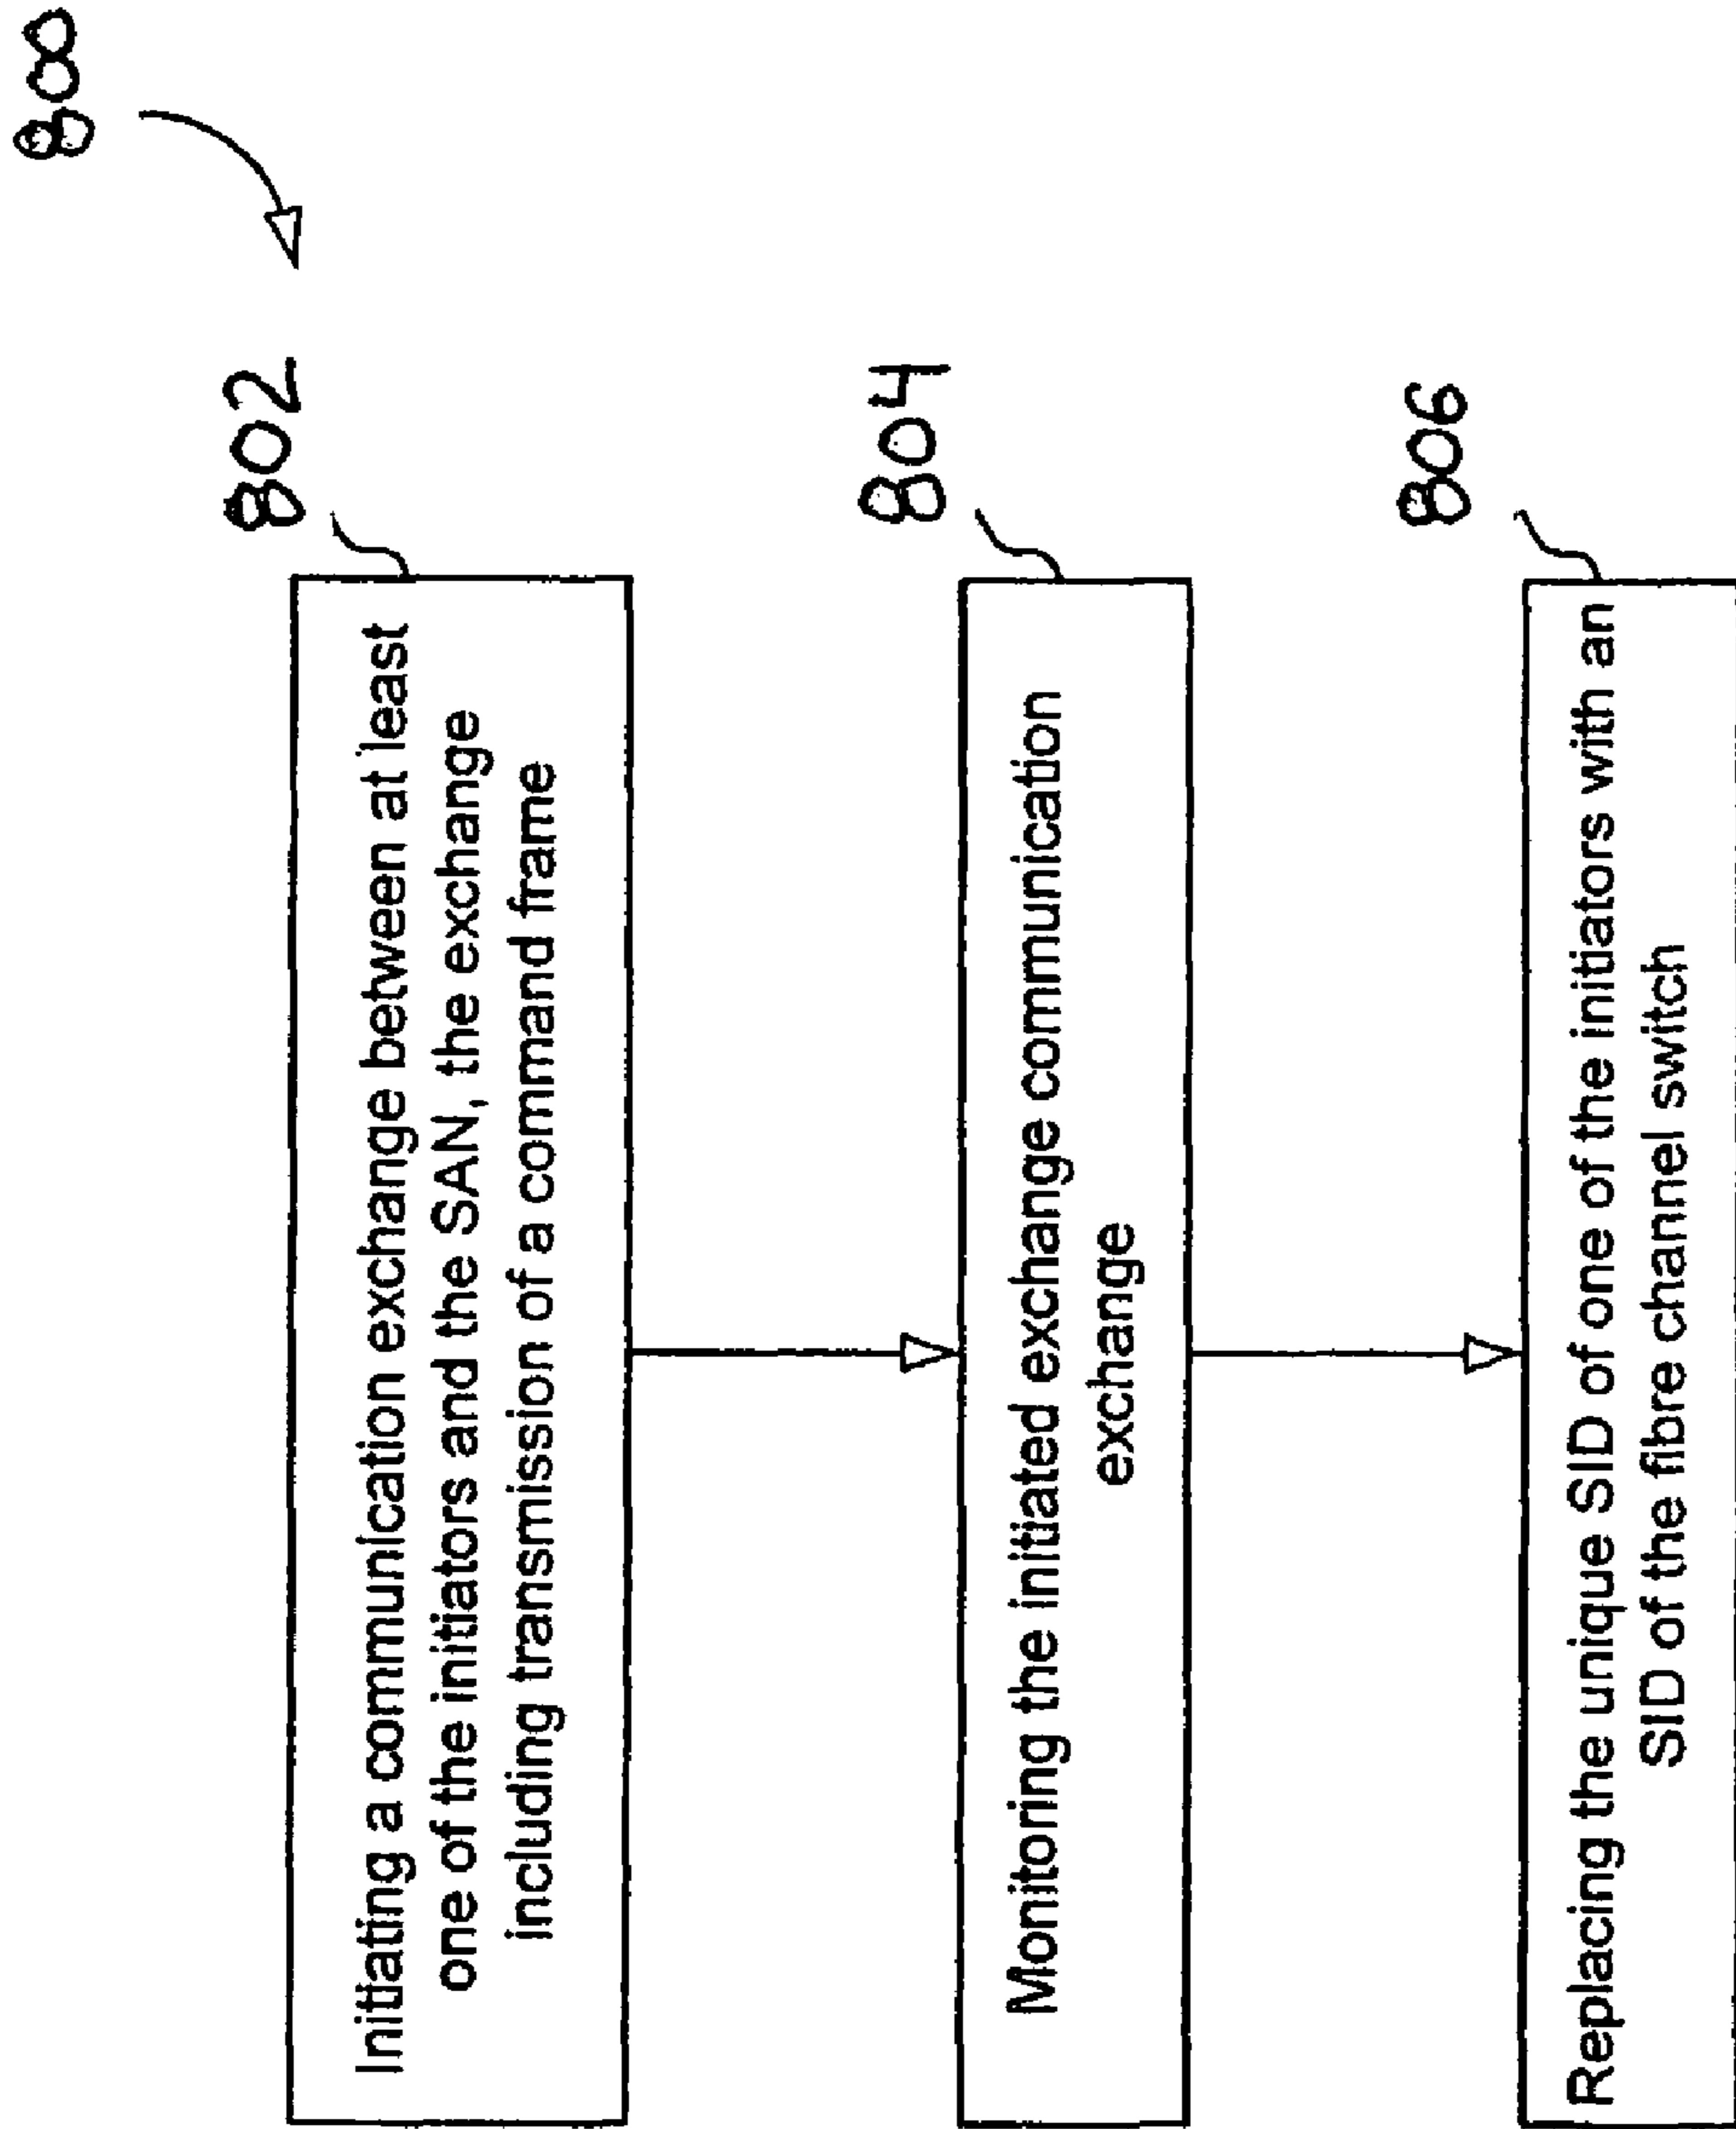 800
802
Initiating a communication exchange between at least
one of the initiators and the SAN, the exchange
including transmission of a command frame
804
Monitoring the initiated exchange communication
exchange
806
Replacing the unique SID of one of the initiators with an
SID of the fibre channel switch